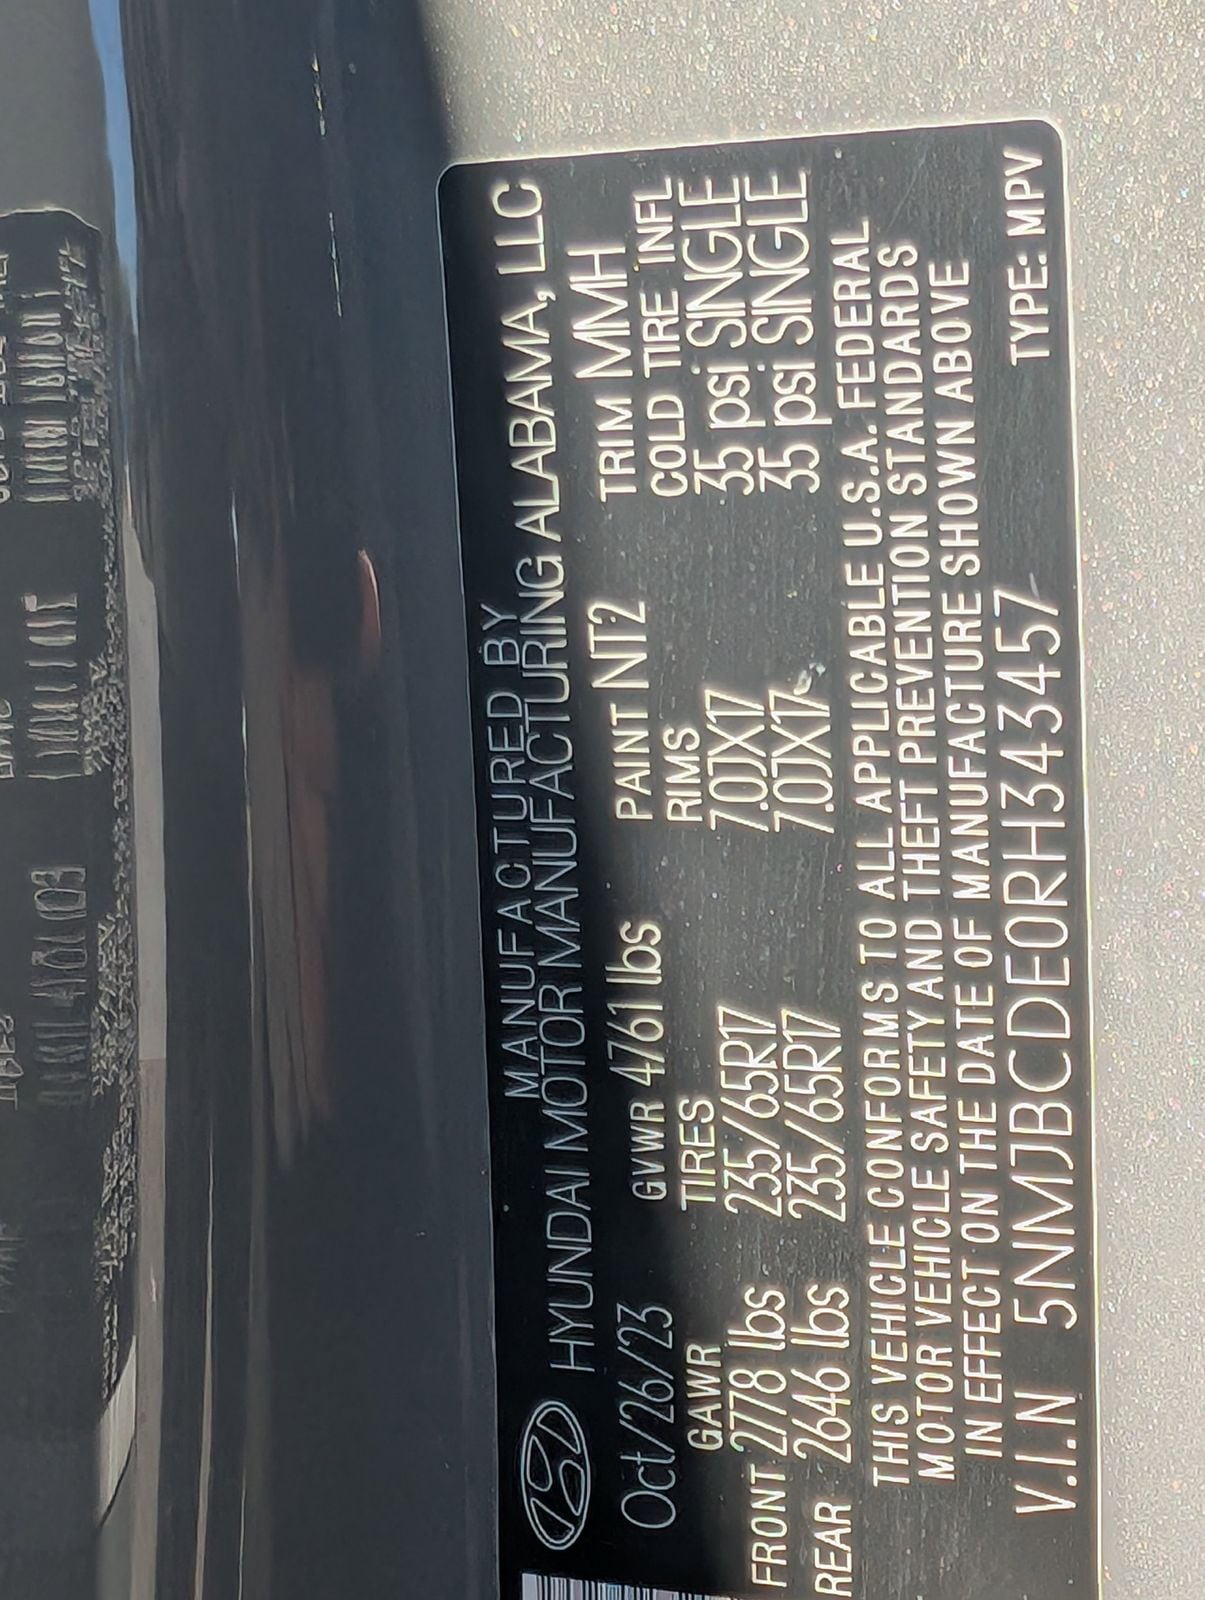 MANUFACTURED BY
HYUNDAI MOTOR MANUFACTURING ALABAMA, LLC
Oct/26/23 GVWR 4761 lbs PAINT NT2 TRIM MMH
GAWR TIRES RIMS COLD TIRE INFL
FRONT 2778 lbs 235/65R17 7.0JX17 35 psi SINGLE
REAR 2646 lbs 235/65R17 7.0JX17 35 psi SINGLE
THIS VEHICLE CONFORMS TO ALL APPLICABLE U.S.A. FEDERAL
MOTOR VEHICLE SAFETY AND THEFT PREVENTION STANDARDS
IN EFFECT ON THE DATE OF MANUFACTURE SHOWN ABOVE
V.I.N 5NMJBCDE0RH343457 TYPE: MPV